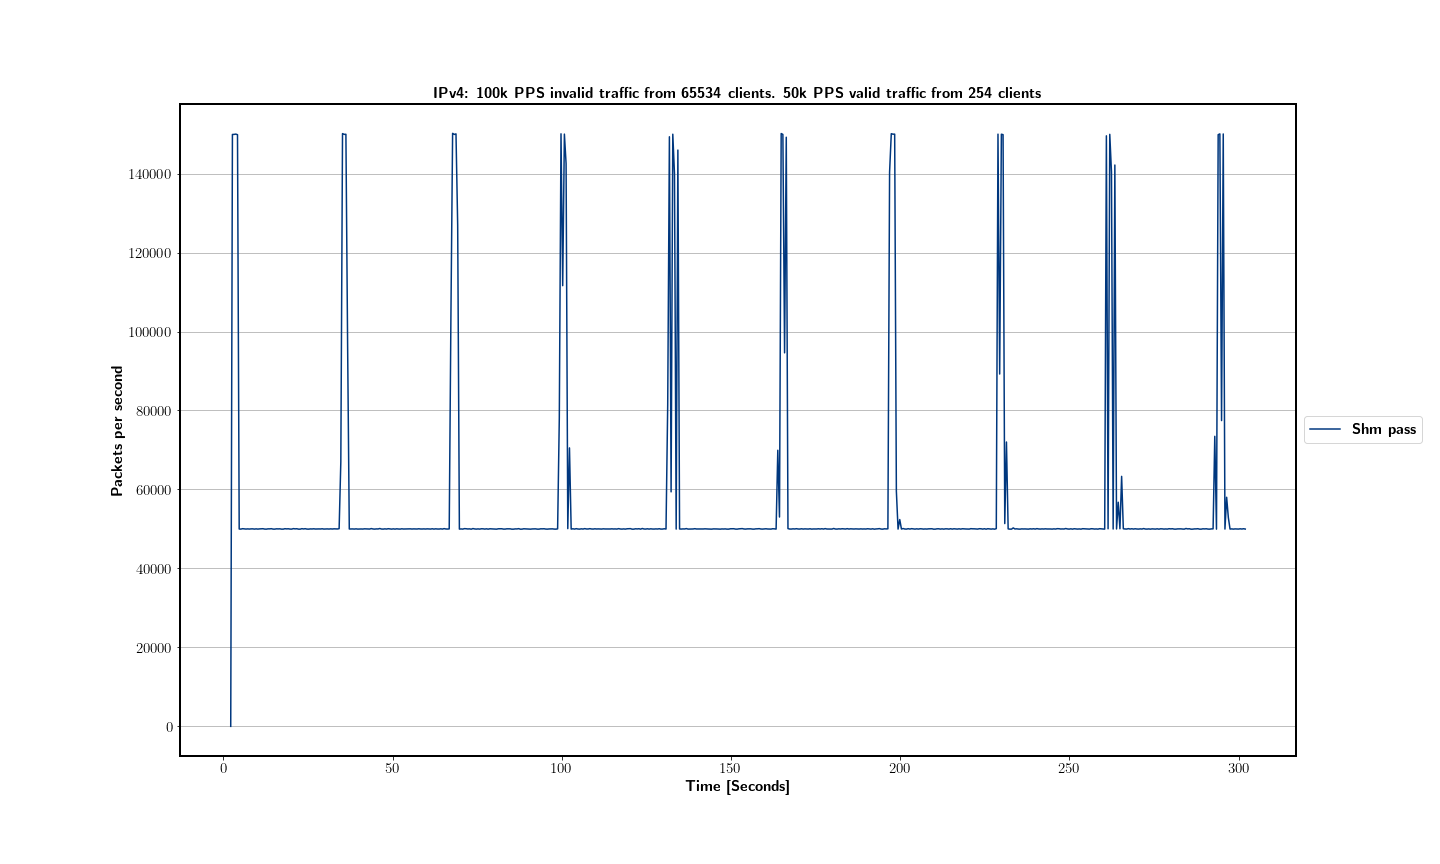 IPv4: 100k PPS invalid traffic from 65534 clients. 50k PPS valid traffic from 254 clients
140000
120000
100000
80000
60000
40000
20000
0
Packets per second
Shm pass
0 50 100 150 200 250 300
Time [Seconds]